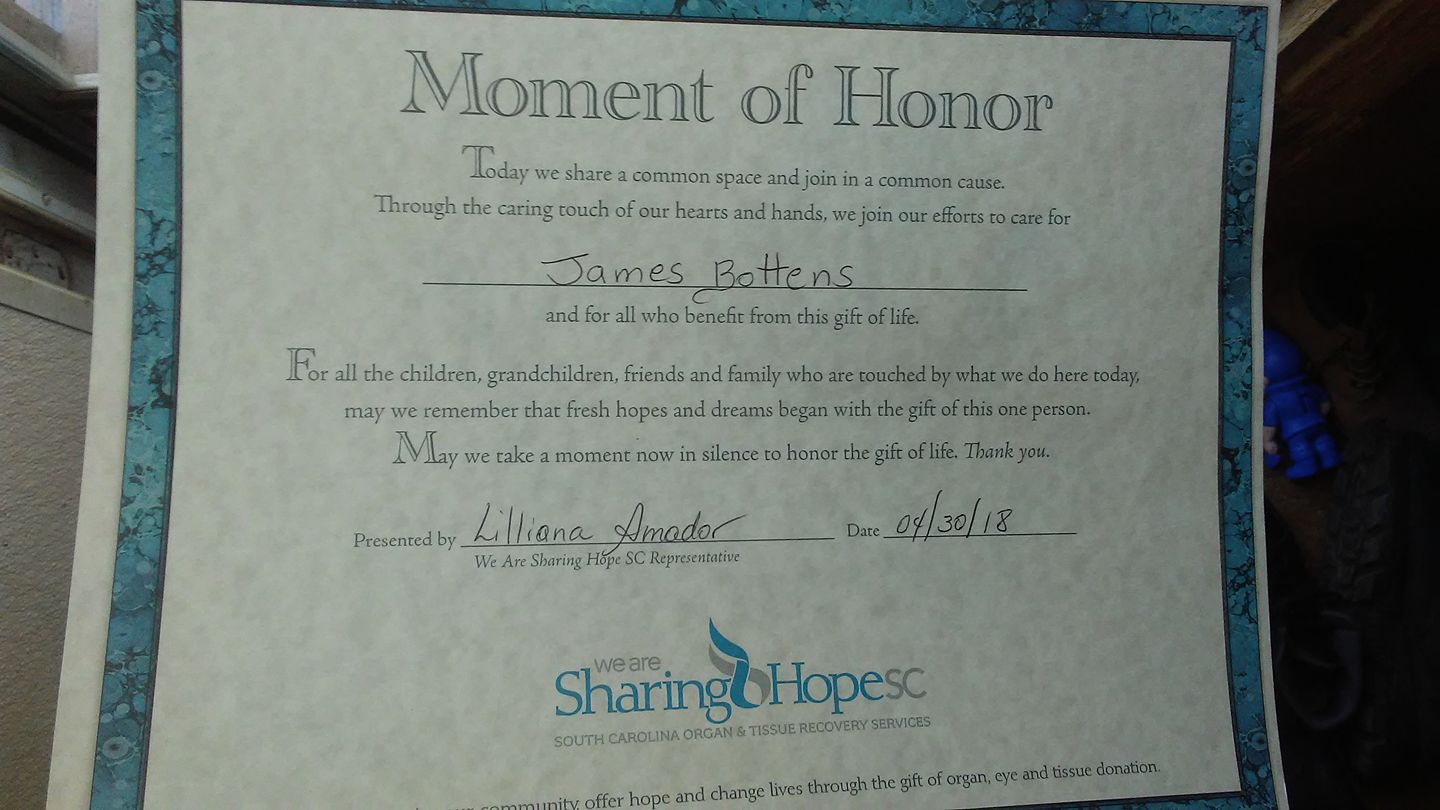 Moment of Honor
Today we share a common space and join in a common cause.
Through the caring touch of our hearts and hands, we join our efforts to care for
James Bottens
and for all who benefit from this gift of life.
For all the children, grandchildren, friends and family who are touched by what we do here today,
may we remember that fresh hopes and dreams began with the gift of this one person.
May we take a moment now in silence to honor the gift of life. Thank you.
Presented by Lilliana Amador Date 04/30/18
We Are Sharing Hope SC Representative
we are
Sharing Hope SC
SOUTH CAROLINA ORGAN & TISSUE RECOVERY SERVICES
community, offer hope and change lives through the gift of organ, eye and tissue donation.